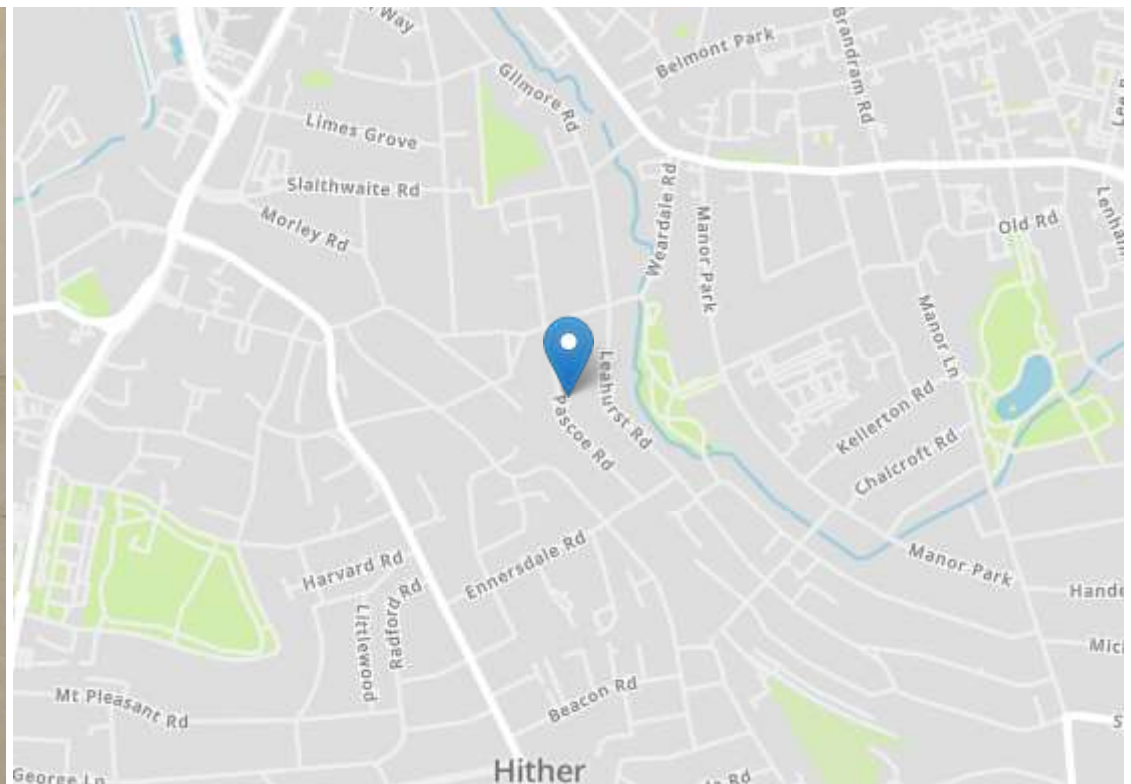 Way
Belmont Park
Brandram Rd
Gilmore Rd
Limes Grove
Slaithwaite Rd
Weardale Rd
Manor Park
Morley Rd
Old Rd
Manor Ln
Leahurst Rd
Pascoe Rd
Kellerton Rd
Chalcroft Rd
Harvard Rd
Ennersdale Rd
Manor Park
Radford Rd
Littlewood
Beacon Rd
Mt Pleasant Rd
Hither
George Ln
Rd